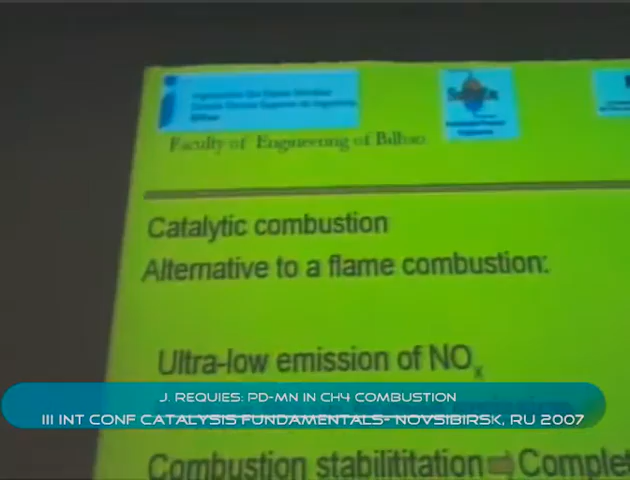 Faculty of Engineering of Bilbao
Catalytic combustion
Alternative to a flame combustion:
Ultra-low emission of NOx
J. REQUIES: PD-MN IN CH4 COMBUSTION
III INT CONF CATALYSIS FUNDAMENTALS- NOVSIBIRSK, RU 2007
Combustion stabilititation ⇒ Complet